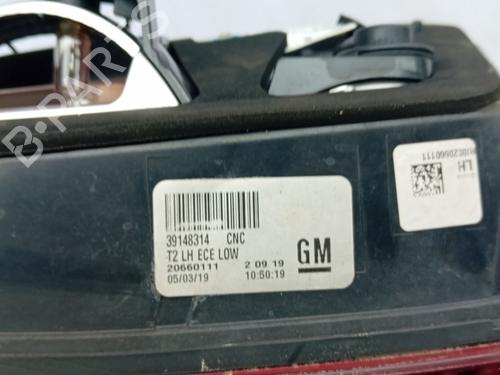 B-PARTS
39148314 CNC
T2 LH ECE LOW
20660111 2 09 19
05/03/19 10:50:19
GM
LH